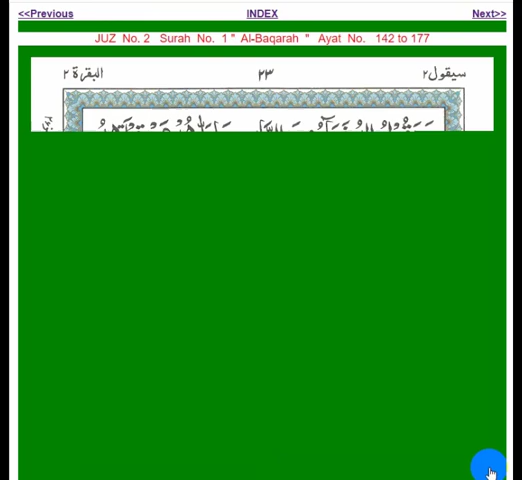 <<Previous INDEX Next>>
JUZ No. 2 Surah No. 1 " Al-Baqarah " Ayat No. 142 to 177
سيقول٢ ٢٣ البقرة ٢